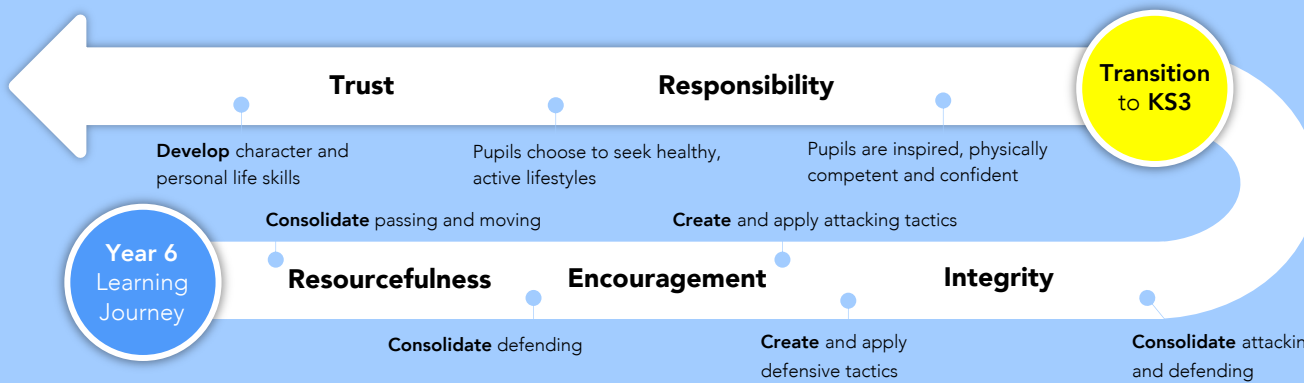 Trust
Responsibility
Transition
to KS3
Develop character and
personal life skills
Pupils choose to seek healthy,
active lifestyles
Pupils are inspired, physically
competent and confident
Consolidate passing and moving
Create and apply attacking tactics
Year 6
Learning
Journey
Resourcefulness
Encouragement
Integrity
Consolidate defending
Create and apply
defensive tactics
Consolidate attackin
and defending